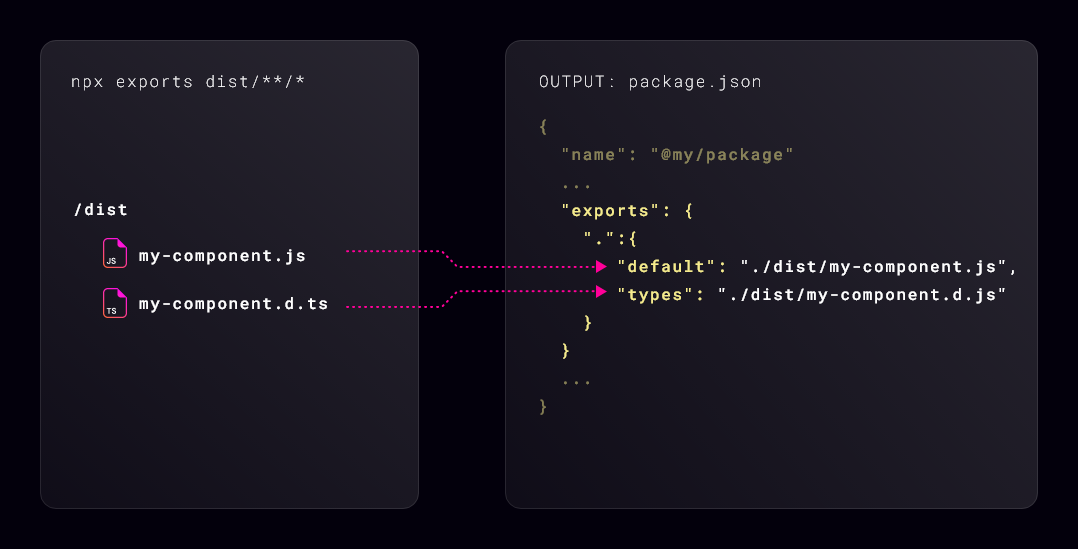 npx exports dist/**/*
/dist
JS
my-component.js
TS
my-component.d.ts
OUTPUT: package.json
{
"name": "@my/package"
...
"exports": {
".":{
"default": "./dist/my-component.js",
"types": "./dist/my-component.d.js"
}
}
...
}